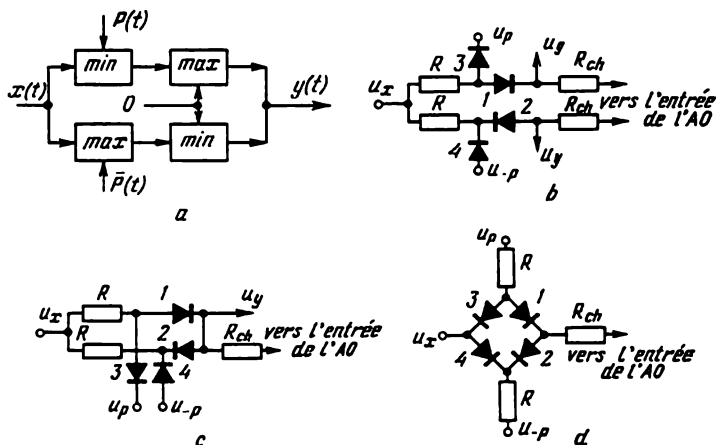 P(t)
min
max
x(t)
0
y(t)
max
min
P̄(t)
a
u_p
u_g
R
3
R_ch
u_x
1
vers l'entrée
de l'AO
R
2
R_ch
4
u_y
u_-p
b
R
1
u_y
u_x
R
2
R_ch
vers l'entrée
de l'AO
3
4
u_p
u_-p
c
u_p
R
3
1
R_ch
u_x
vers l'entrée
de l'AO
4
2
R
u_-p
d